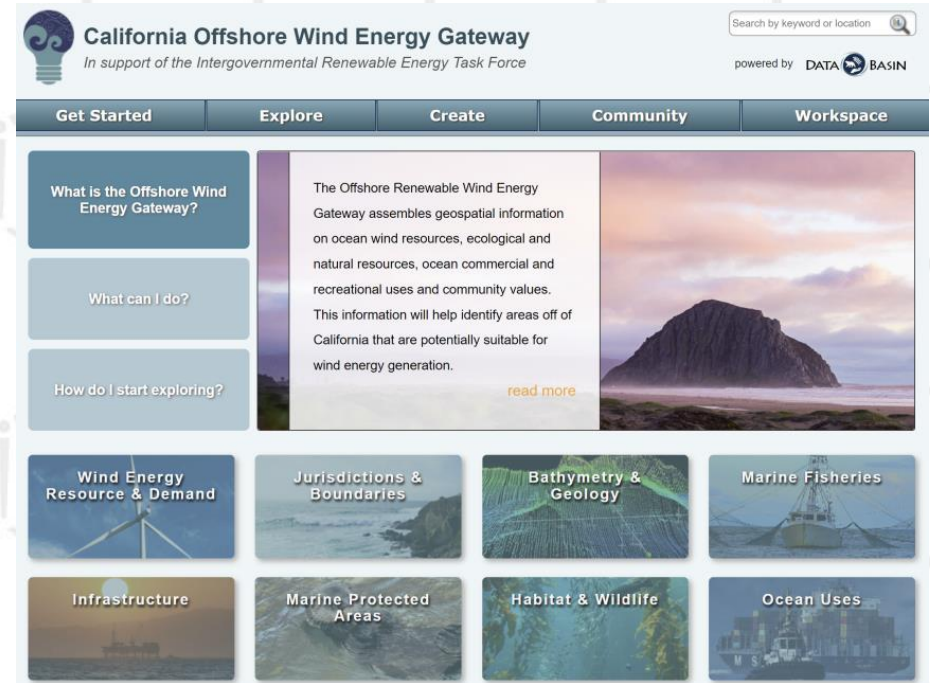 California Offshore Wind Energy Gateway
In support of the Intergovernmental Renewable Energy Task Force
Search by keyword or location
powered by DATA BASIN
Get Started
Explore
Create
Community
Workspace
What is the Offshore Wind
Energy Gateway?
What can I do?
How do I start exploring?
The Offshore Renewable Wind Energy
Gateway assembles geospatial information
on ocean wind resources, ecological and
natural resources, ocean commercial and
recreational uses and community values.
This information will help identify areas off of
California that are potentially suitable for
wind energy generation.
read more
Wind Energy
Resource & Demand
Jurisdictions &
Boundaries
Bathymetry &
Geology
Marine Fisheries
Infrastructure
Marine Protected
Areas
Habitat & Wildlife
Ocean Uses